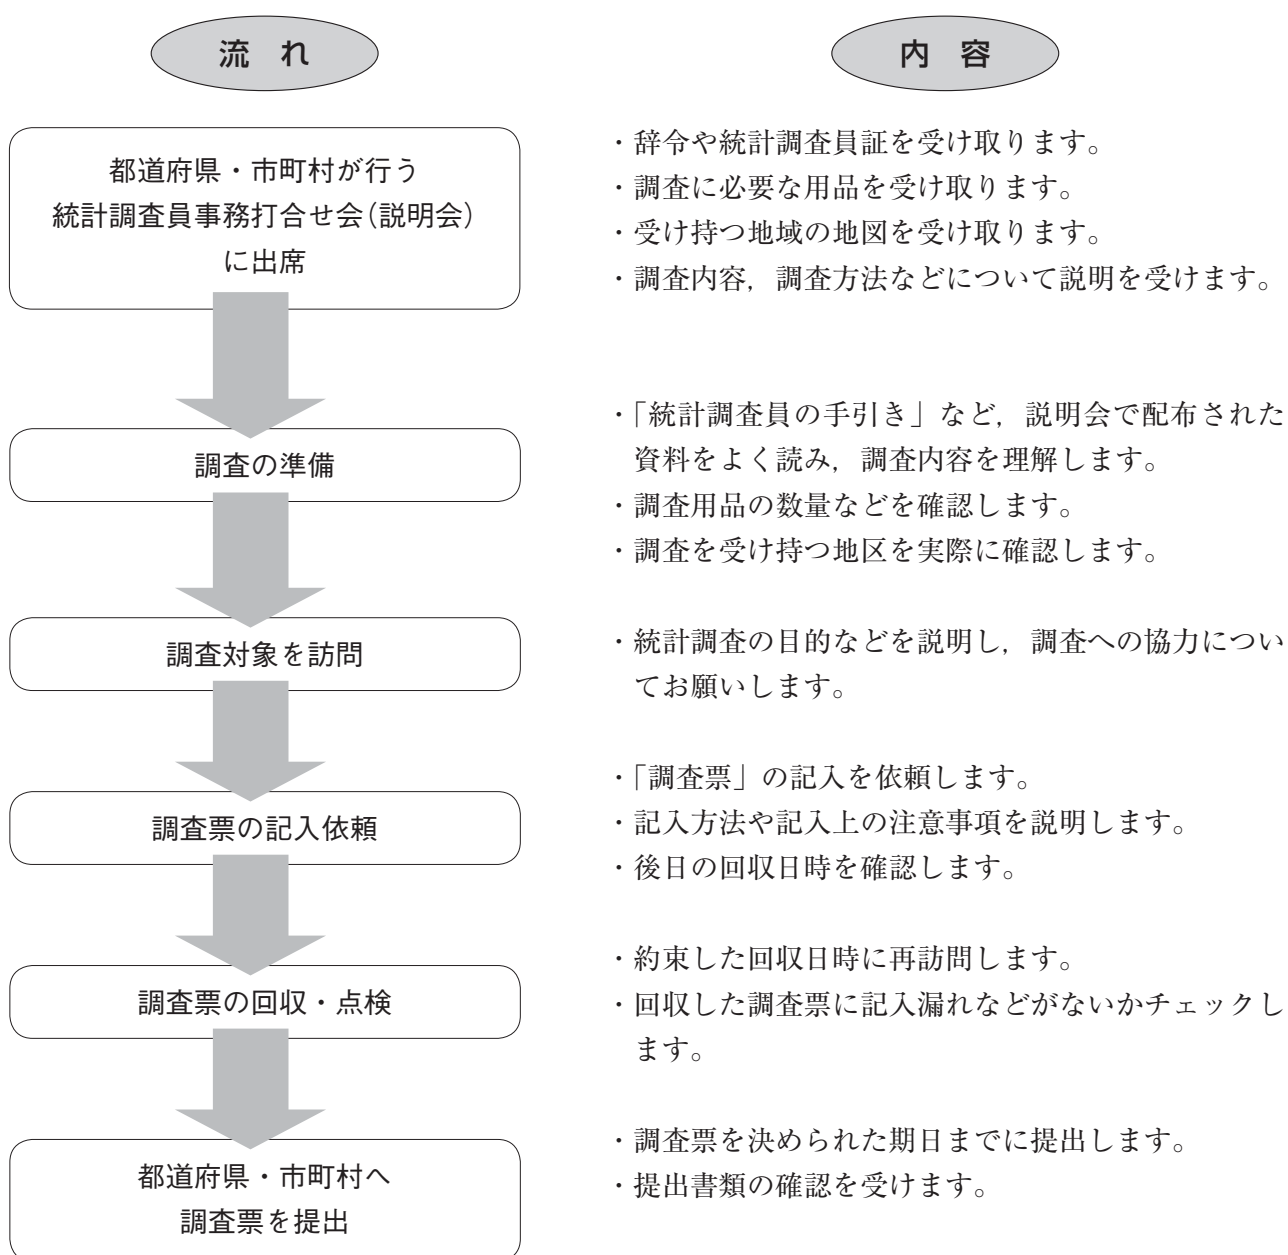 流 れ
内 容
都道府県・市町村が行う
統計調査員事務打合せ会(説明会)
に出席
・辞令や統計調査員証を受け取ります。
・調査に必要な用品を受け取ります。
・受け持つ地域の地図を受け取ります。
・調査内容，調査方法などについて説明を受けます。
調査の準備
・「統計調査員の手引き」など，説明会で配布された
資料をよく読み，調査内容を理解します。
・調査用品の数量などを確認します。
・調査を受け持つ地区を実際に確認します。
調査対象を訪問
・統計調査の目的などを説明し，調査への協力につい
てお願いします。
調査票の記入依頼
・「調査票」の記入を依頼します。
・記入方法や記入上の注意事項を説明します。
・後日の回収日時を確認します。
調査票の回収・点検
・約束した回収日時に再訪問します。
・回収した調査票に記入漏れなどがないかチェックし
ます。
都道府県・市町村へ
調査票を提出
・調査票を決められた期日までに提出します。
・提出書類の確認を受けます。